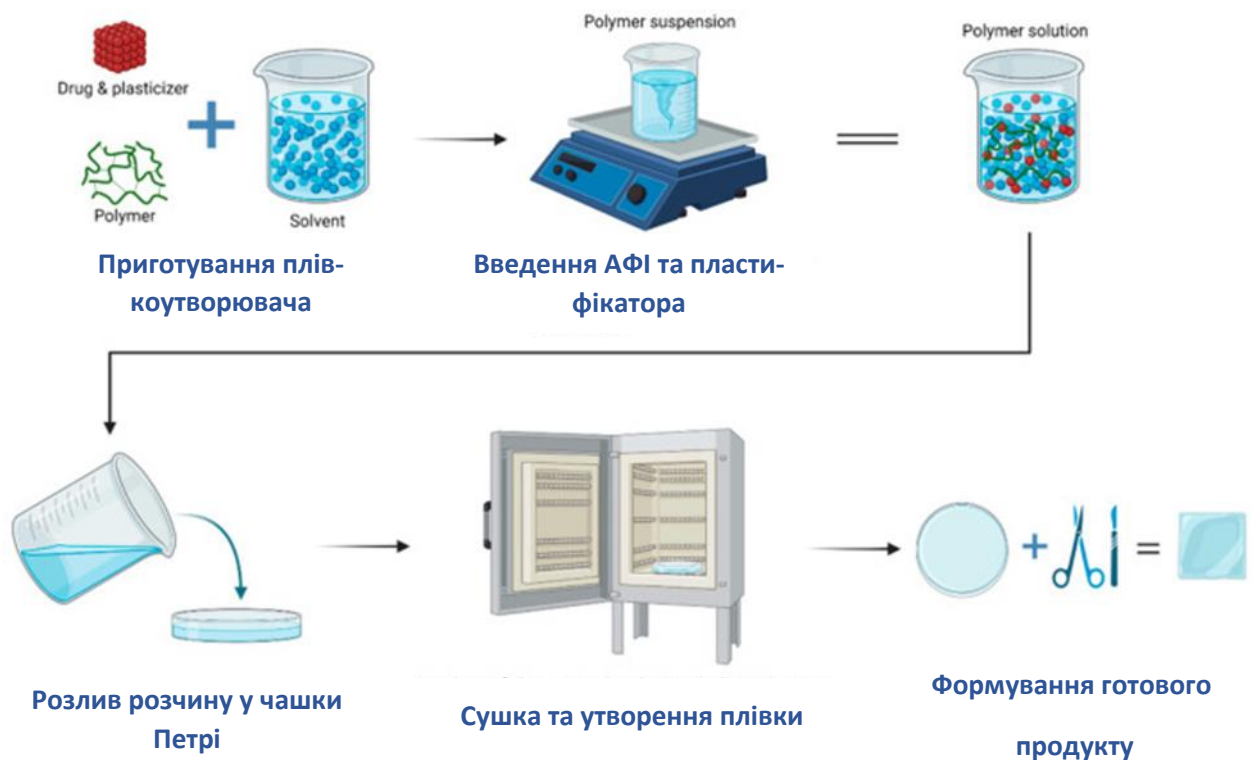 Polymer suspension
Polymer solution
Drug & plasticizer
Polymer
Solvent
Приготування плів-
коутворювача
Введення АФІ та пласти-
фікатора
Розлив розчину у чашки
Петрі
Сушка та утворення плівки
Формування готового
продукту